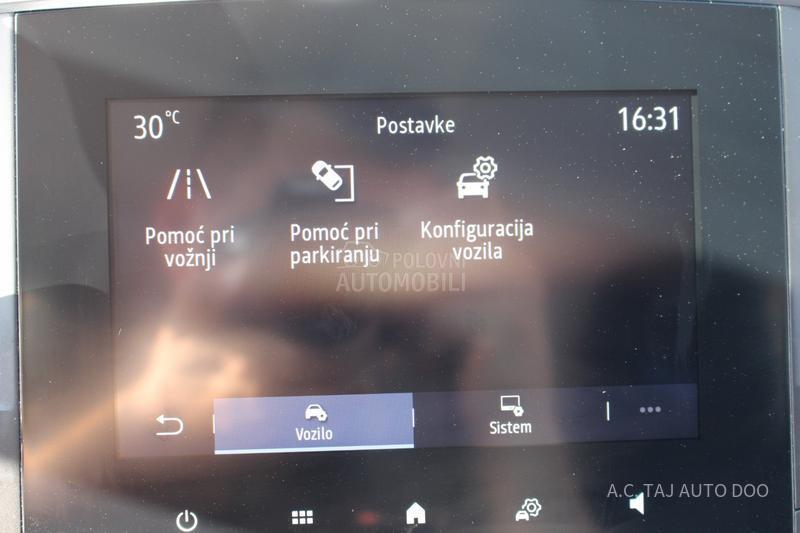 30°C
Postavke
16:31
Pomoć pri
vožnji
Pomoć pri
parkiranju
Konfiguracija
vozila
POLOVNI
AUTOMOBILI
Vozilo
Sistem
A.C. TAJ AUTO DOO